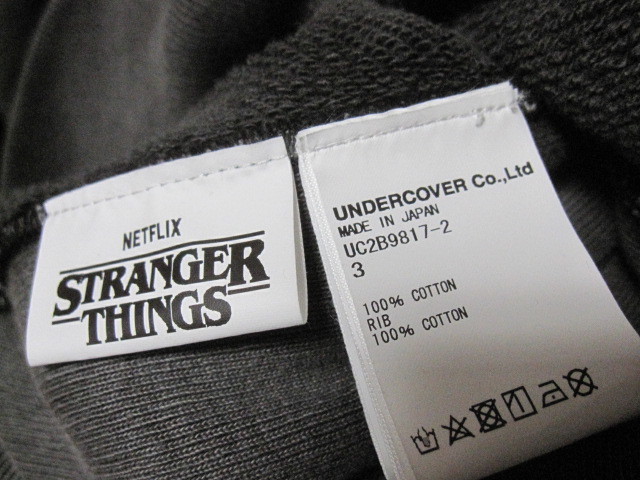 NETFLIX
STRANGER
THINGS
UNDERCOVER Co.,Ltd
MADE IN JAPAN
UC2B9817-2
3
100% COTTON
RIB
100% COTTON